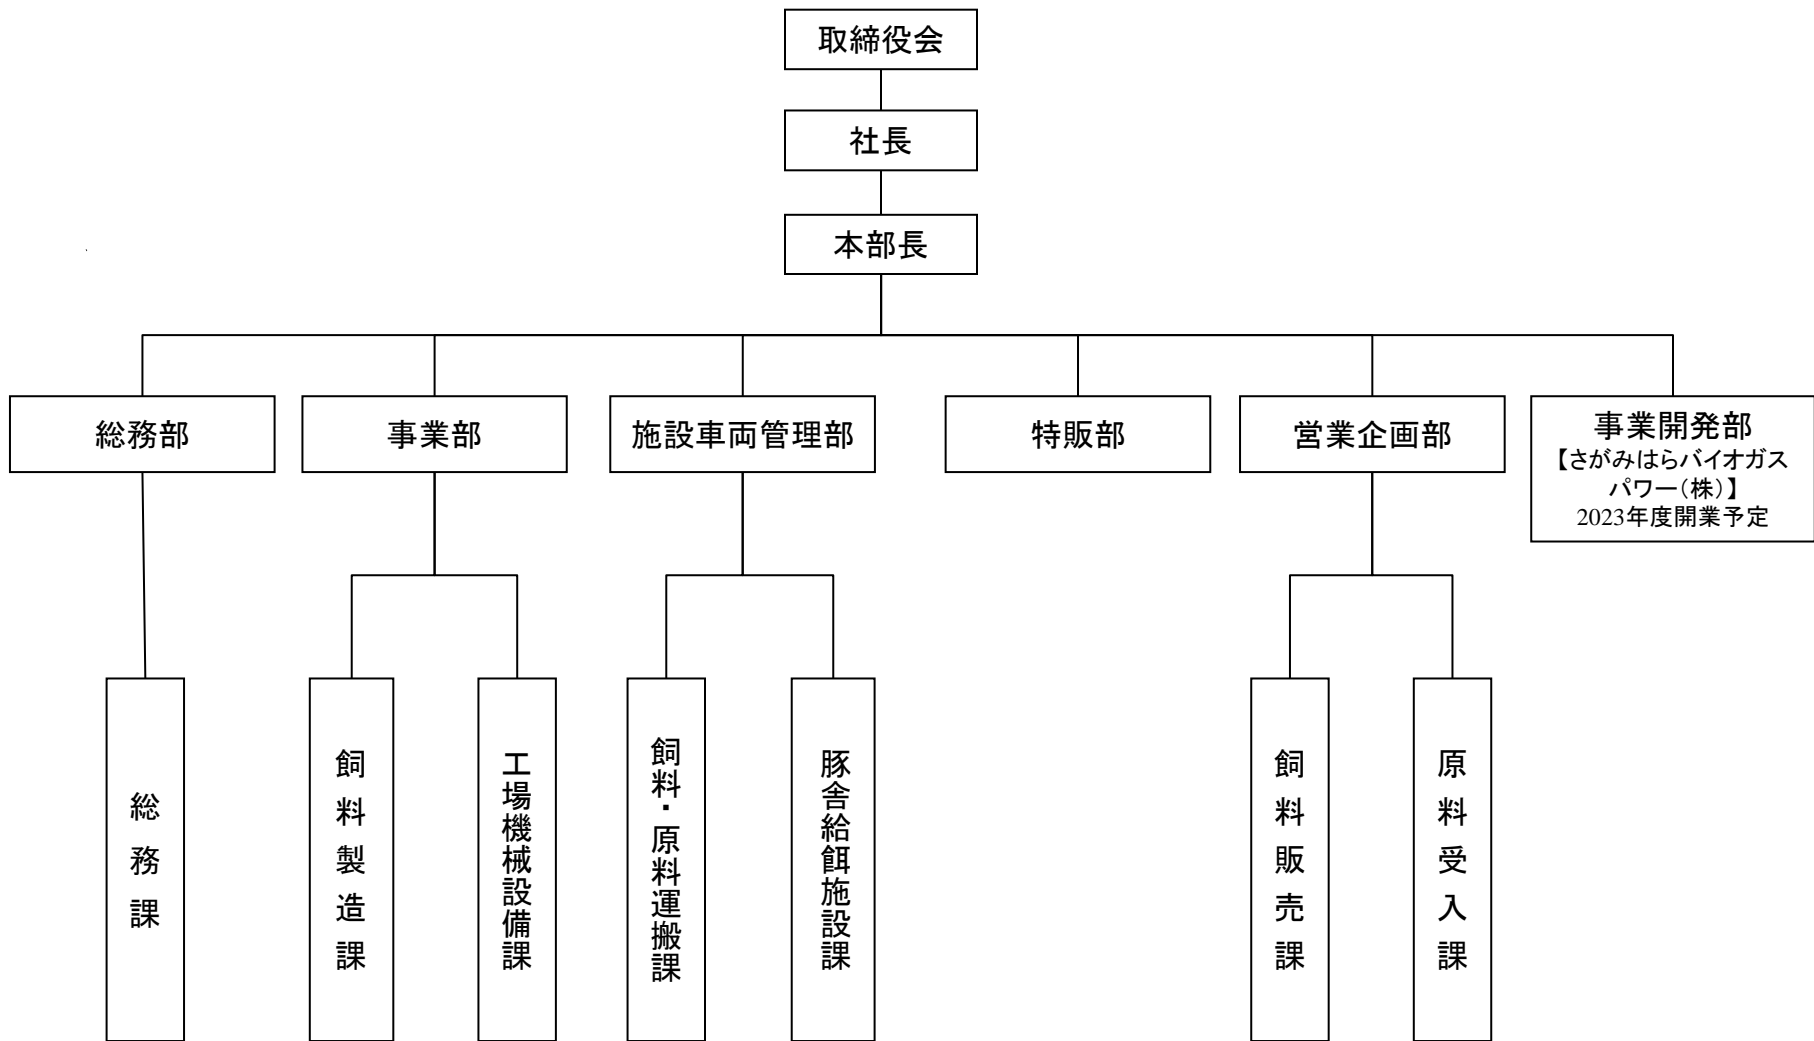 取締役会
社長
本部長
総務部
事業部
施設車両管理部
特販部
営業企画部
事業開発部
【さがみはらバイオガス
パワー（株）】
2023年度開業予定
総務課
飼料製造課
工場機械設備課
飼料・原料運搬課
豚舎給餌施設課
飼料販売課
原料受入課